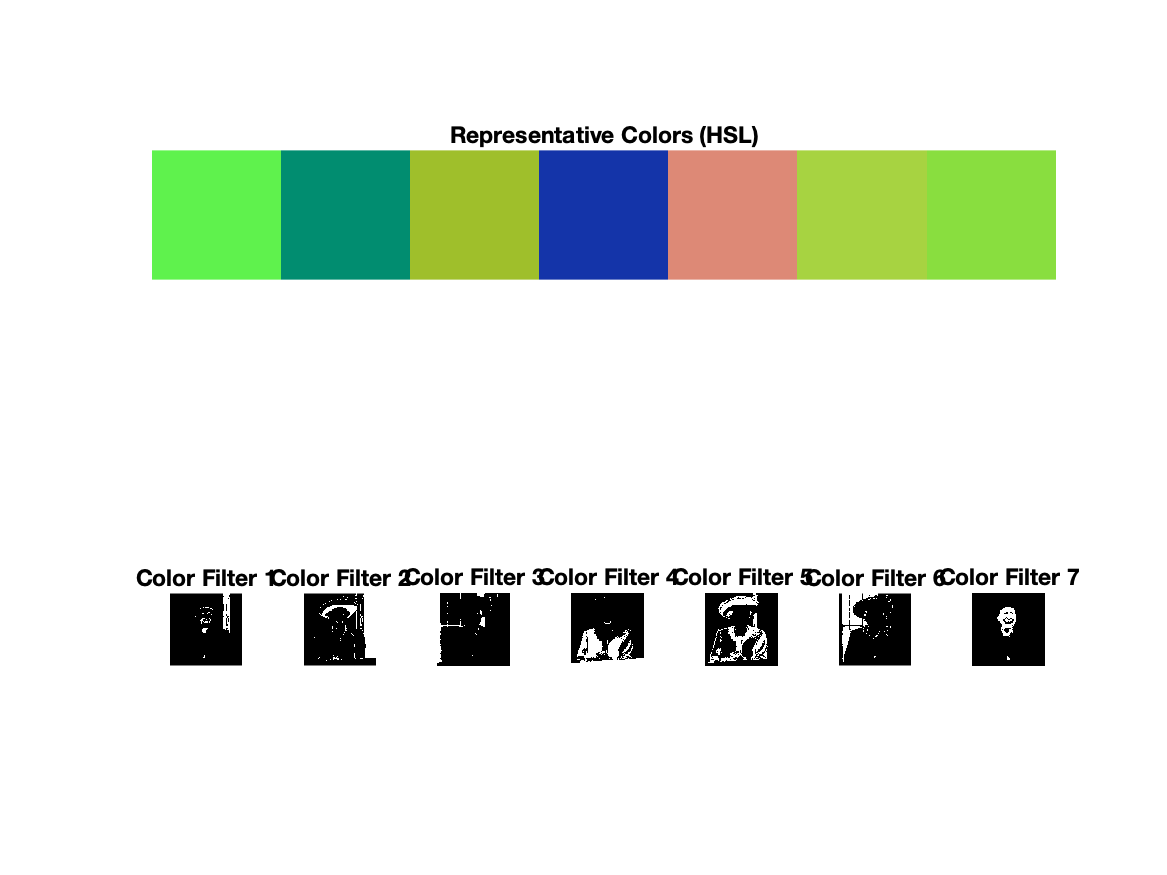 Representative Colors (HSL)
Color Filter 1
Color Filter 2
Color Filter 3
Color Filter 4
Color Filter 5
Color Filter 6
Color Filter 7